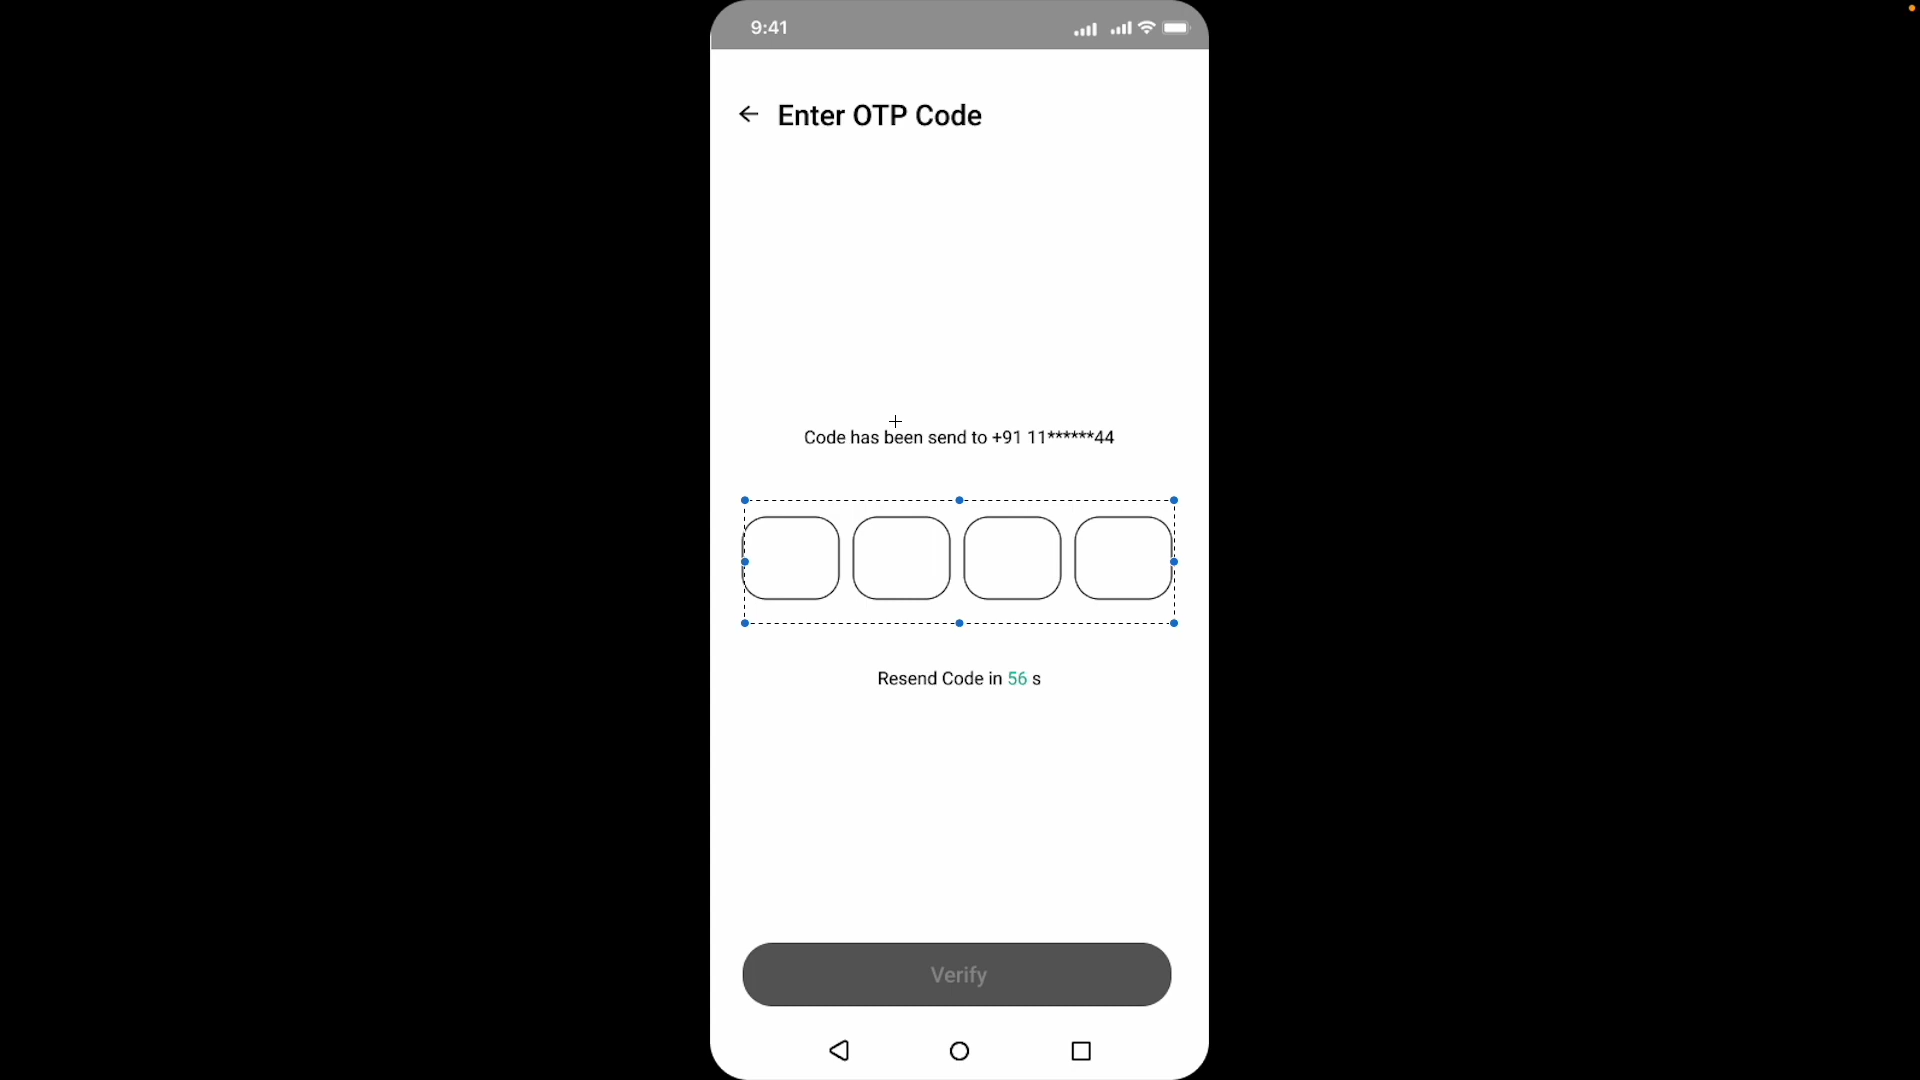 9:41
Enter OTP Code
Code has been send to +91 11******44
Resend Code in 56 s
Verify